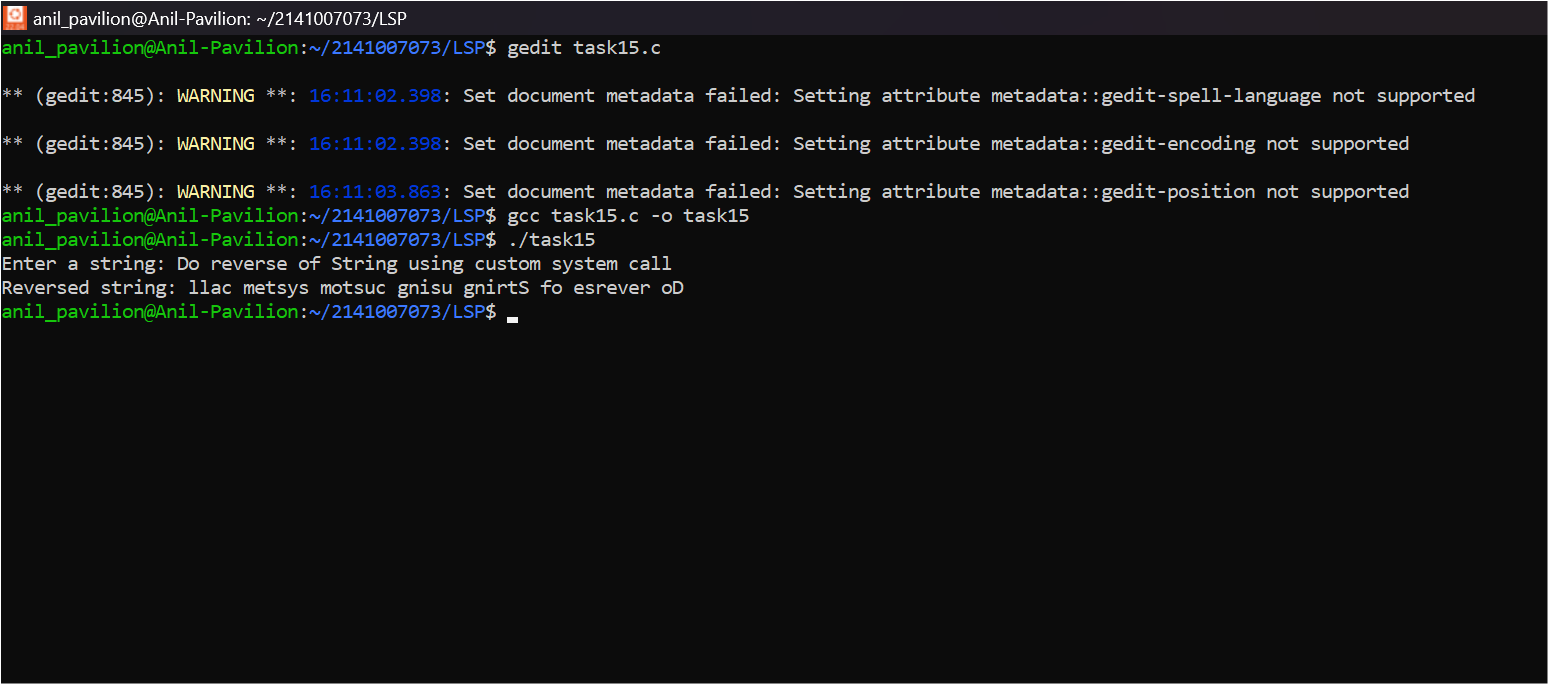 anil_pavilion@Anil-Pavilion: ~/2141007073/LSP
anil_pavilion@Anil-Pavilion:~/2141007073/LSP$ gedit task15.c
** (gedit:845): WARNING **: 16:11:02.398: Set document metadata failed: Setting attribute metadata::gedit-spell-language not supported
** (gedit:845): WARNING **: 16:11:02.398: Set document metadata failed: Setting attribute metadata::gedit-encoding not supported
** (gedit:845): WARNING **: 16:11:03.863: Set document metadata failed: Setting attribute metadata::gedit-position not supported
anil_pavilion@Anil-Pavilion:~/2141007073/LSP$ gcc task15.c -o task15
anil_pavilion@Anil-Pavilion:~/2141007073/LSP$ ./task15
Enter a string: Do reverse of String using custom system call
Reversed string: llac metsys motsuc gnisu gnirtS fo esrever oD
anil_pavilion@Anil-Pavilion:~/2141007073/LSP$